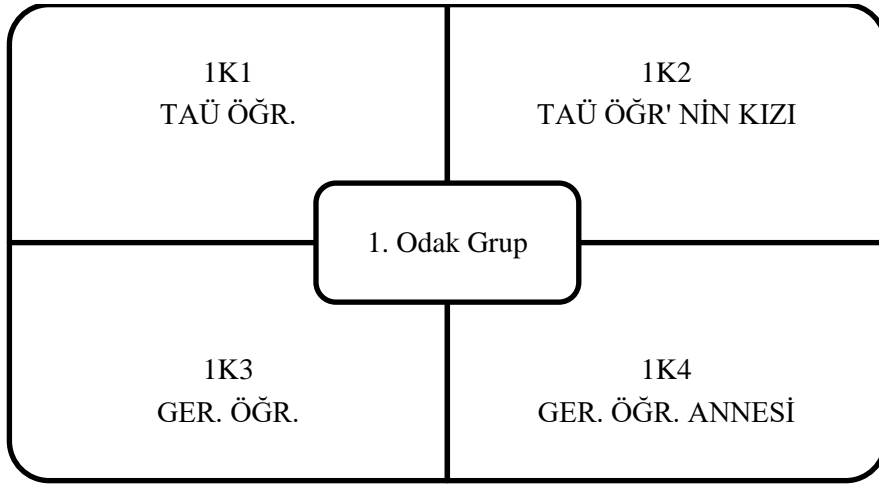 1K1
TAÜ ÖĞR.
1K2
TAÜ ÖĞR' NİN KIZI
1. Odak Grup
1K3
GER. ÖĞR.
1K4
GER. ÖĞR. ANNESİ